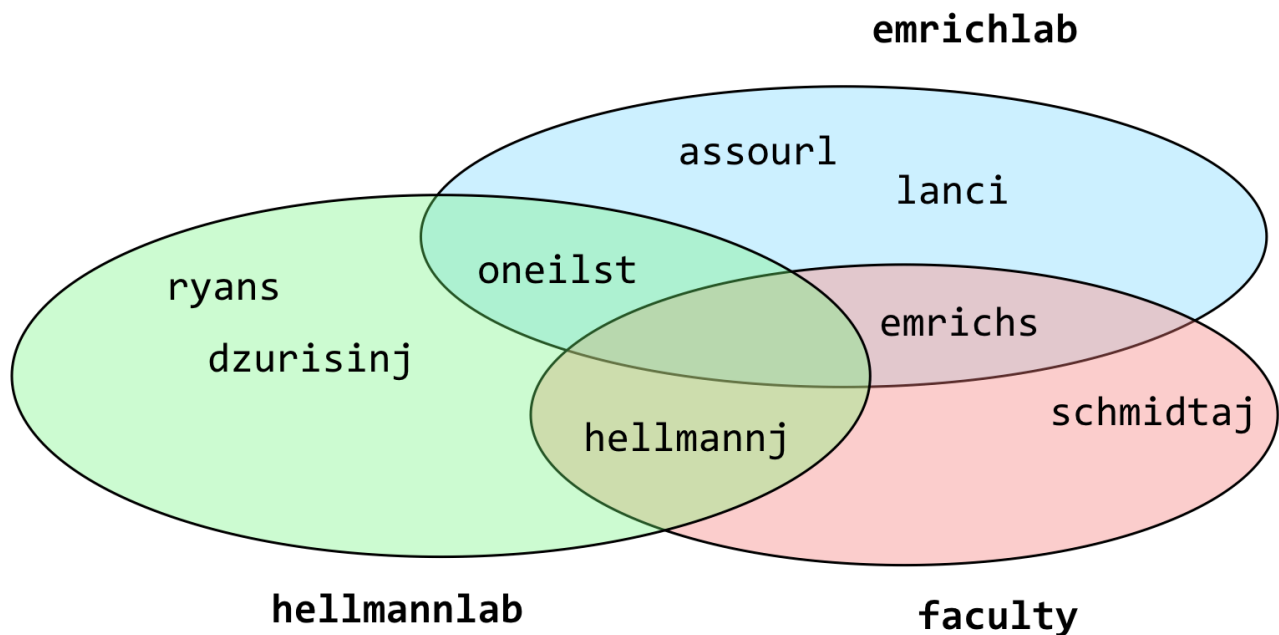 emrichlab
assourl
lanci
oneilst
ryans
emrichs
dzurisinj
schmidtaj
hellmannj
hellmannlab
faculty